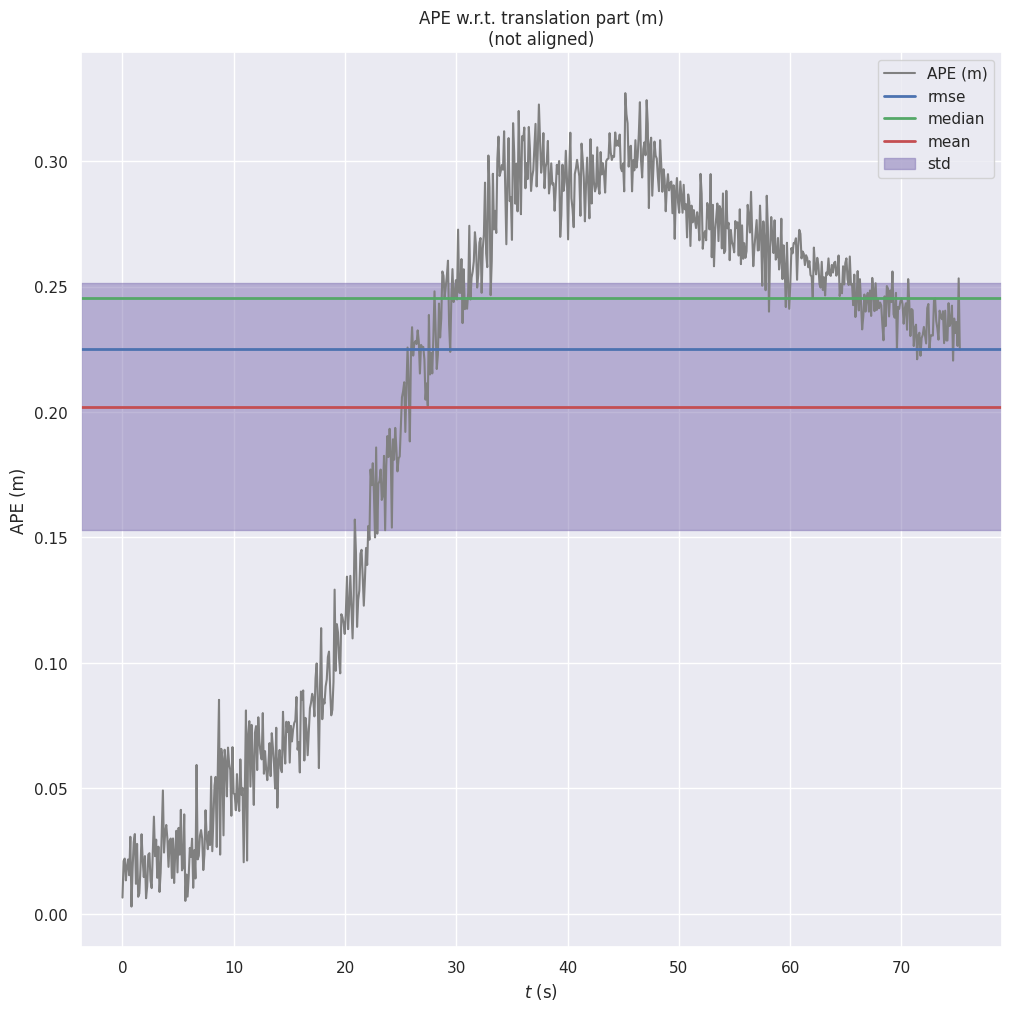 APE w.r.t. translation part (m)
(not aligned)
APE (m)
rmse
median
mean
std
0.30
0.25
0.20
0.15
0.10
0.05
0.00
APE (m)
0 10 20 30 40 50 60 70
t (s)